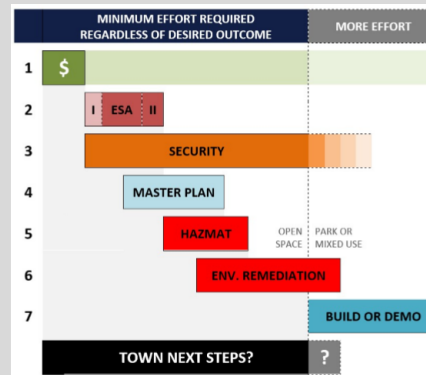 MINIMUM EFFORT REQUIRED
REGARDLESS OF DESIRED OUTCOME
MORE EFFORT
1
$
2
I ESA II
3
SECURITY
4
MASTER PLAN
5
HAZMAT
OPEN
SPACE
PARK OR
MIXED USE
6
ENV. REMEDIATION
7
BUILD OR DEMO
TOWN NEXT STEPS?
?